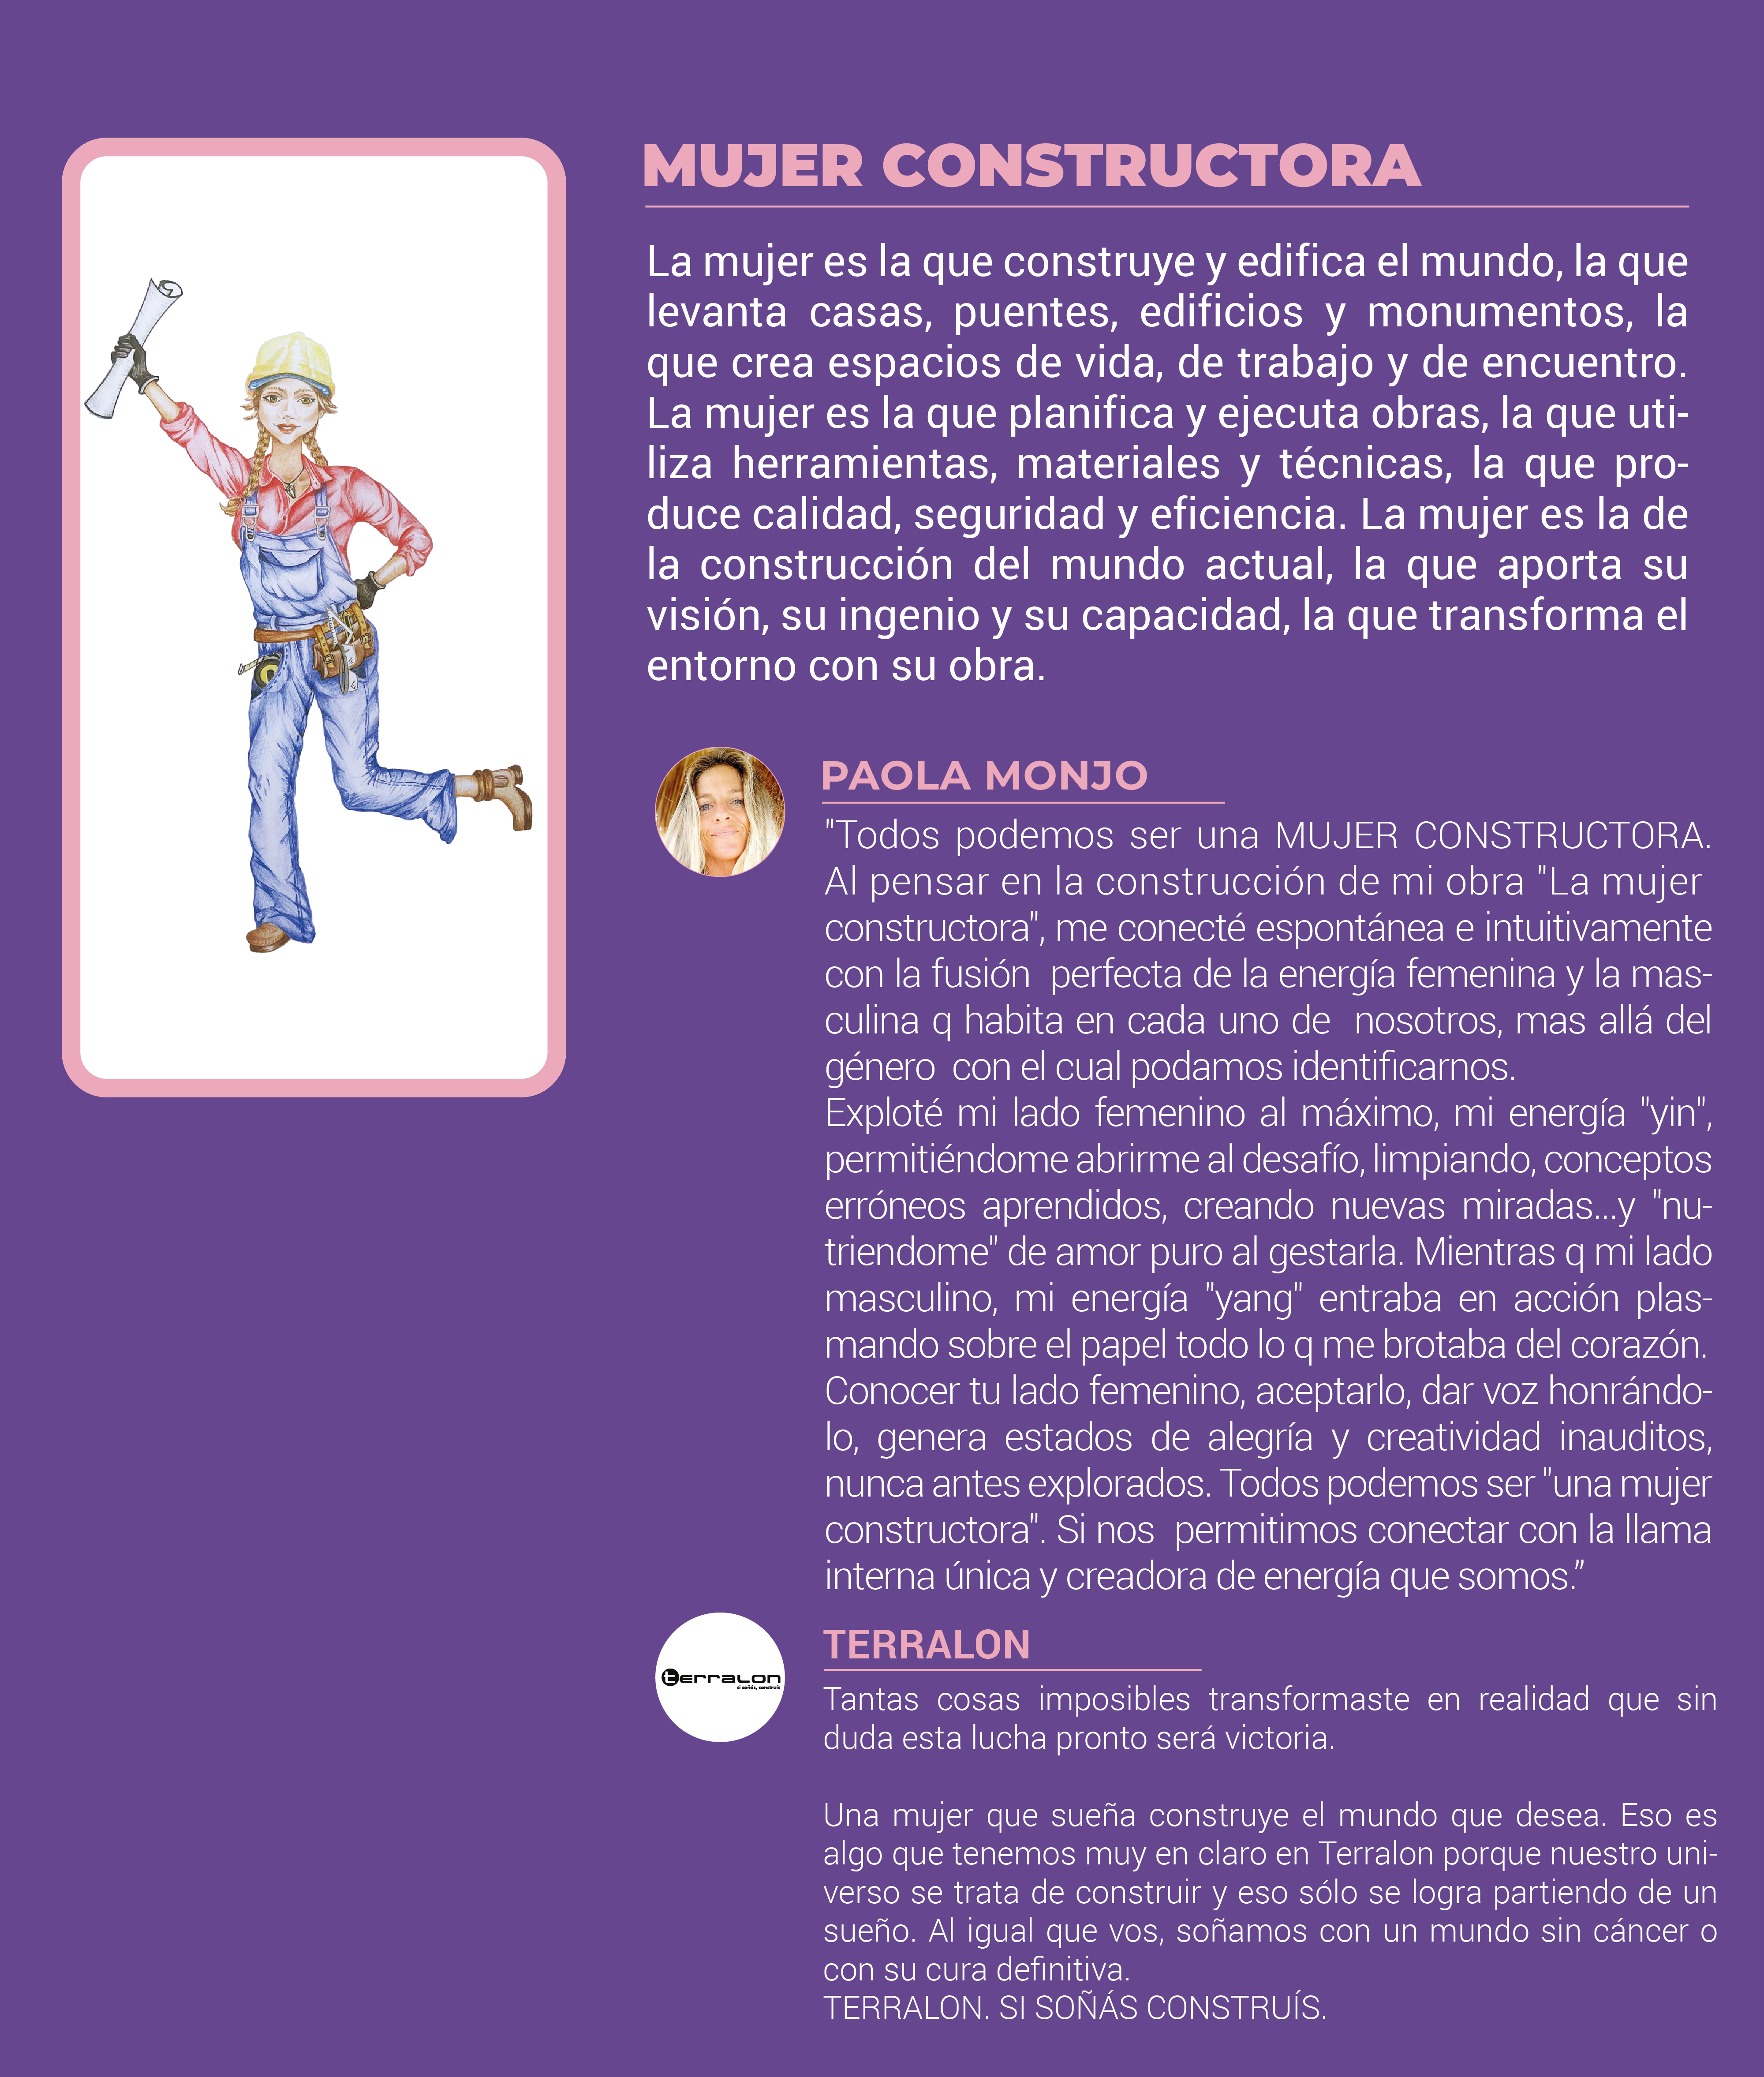 MUJER CONSTRUCTORA
La mujer es la que construye y edifica el mundo, la que
levanta casas, puentes, edificios y monumentos, la
que crea espacios de vida, de trabajo y de encuentro.
La mujer es la que planifica y ejecuta obras, la que uti-
liza herramientas, materiales y técnicas, la que pro-
duce calidad, seguridad y eficiencia. La mujer es la de
la construcción del mundo actual, la que aporta su
visión, su ingenio y su capacidad, la que transforma el
entorno con su obra.
PAOLA MONJO
"Todos podemos ser una MUJER CONSTRUCTORA.
Al pensar en la construcción de mi obra "La mujer
constructora", me conecté espontánea e intuitivamente
con la fusión  perfecta de la energía femenina y la mas-
culina q habita en cada uno de  nosotros, mas allá del
género  con el cual podamos identificarnos.
Exploté mi lado femenino al máximo, mi energía "yin",
permitiéndome abrirme al desafío, limpiando, conceptos
erróneos aprendidos, creando nuevas miradas...y "nu-
triendome" de amor puro al gestarla. Mientras q mi lado
masculino, mi energía "yang" entraba en acción plas-
mando sobre el papel todo lo q me brotaba del corazón.
Conocer tu lado femenino, aceptarlo, dar voz honrándo-
lo, genera estados de alegría y creatividad inauditos,
nunca antes explorados. Todos podemos ser "una mujer
constructora". Si nos  permitimos conectar con la llama
interna única y creadora de energía que somos.”
terralon
si soñás, construís
TERRALON
Tantas cosas imposibles transformaste en realidad que sin
duda esta lucha pronto será victoria.
Una mujer que sueña construye el mundo que desea. Eso es
algo que tenemos muy en claro en Terralon porque nuestro uni-
verso se trata de construir y eso sólo se logra partiendo de un
sueño. Al igual que vos, soñamos con un mundo sin cáncer o
con su cura definitiva.
TERRALON. SI SOÑÁS CONSTRUÍS.